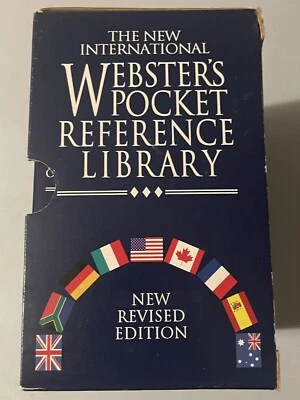 THE NEW
INTERNATIONAL
WEBSTER'S
POCKET
REFERENCE
LIBRARY
&
NEW
REVISED
EDITION